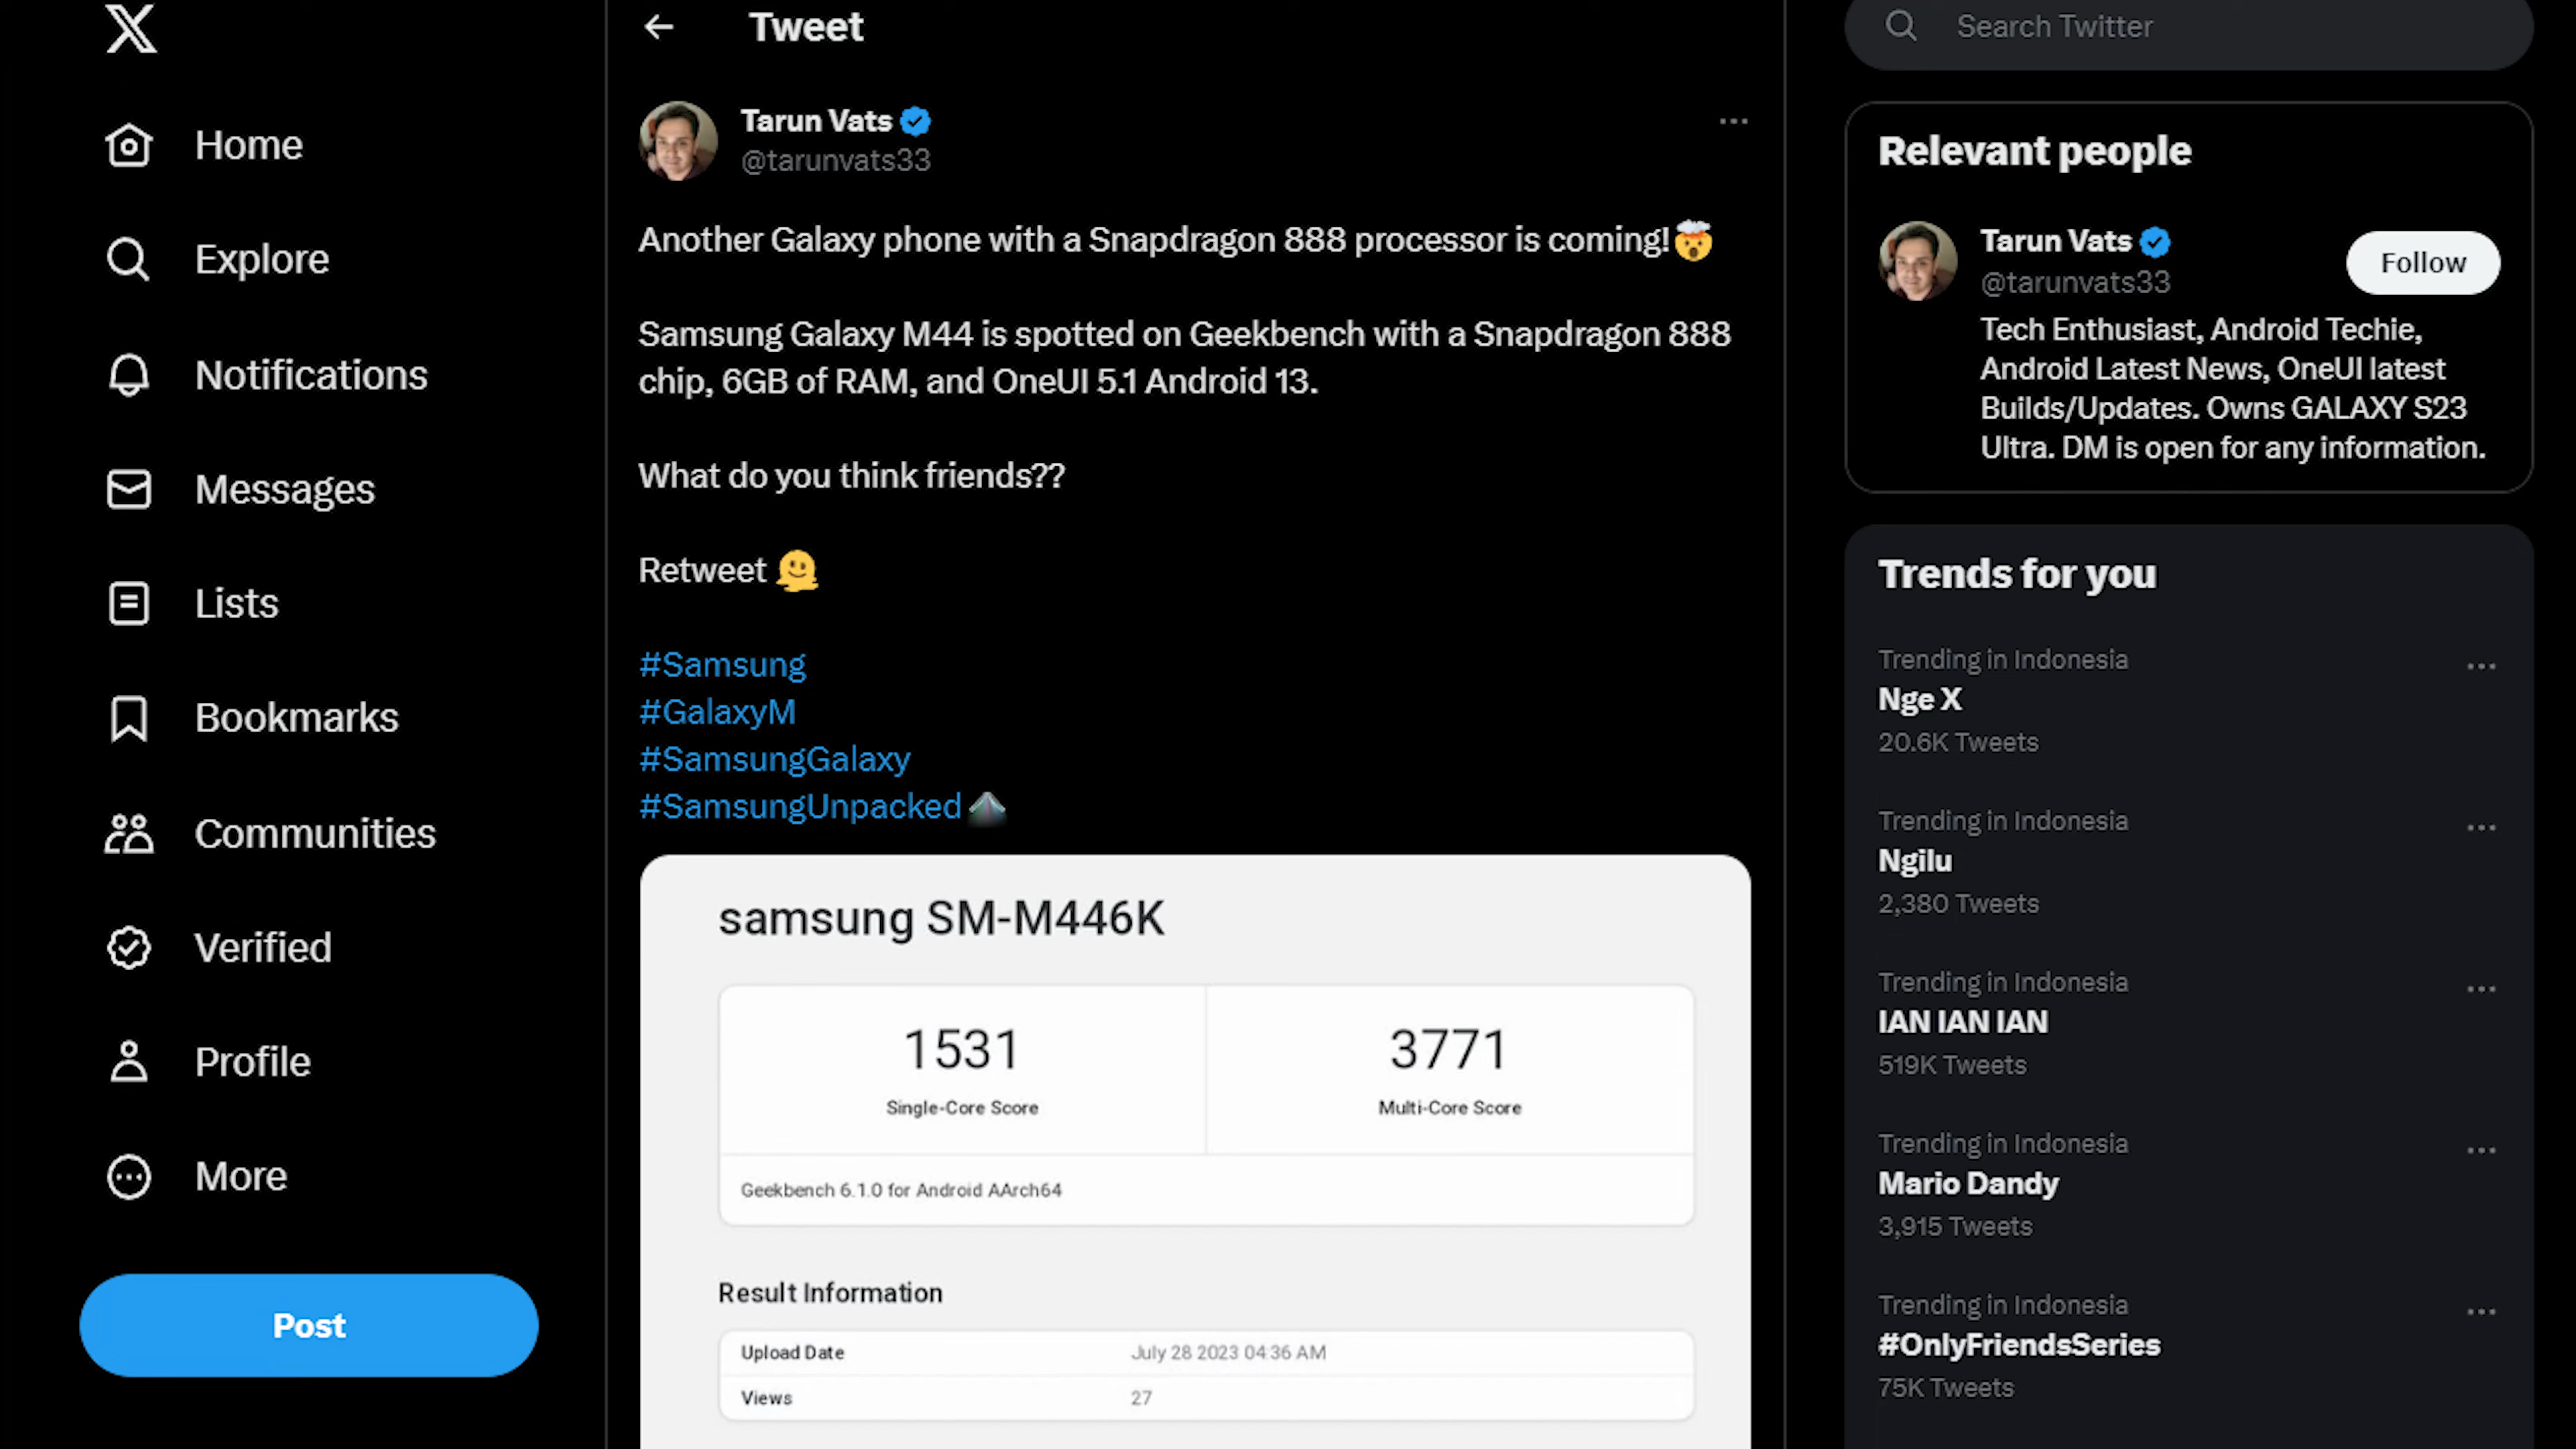 Home
Explore
Notifications
Messages
Lists
Bookmarks
Communities
Verified
Profile
More
Post
Tweet
Tarun Vats
@tarunvats33
Another Galaxy phone with a Snapdragon 888 processor is coming!🤯
Samsung Galaxy M44 is spotted on Geekbench with a Snapdragon 888
chip, 6GB of RAM, and OneUI 5.1 Android 13.
What do you think friends??
Retweet 🫠
#Samsung
#GalaxyM
#SamsungGalaxy
#SamsungUnpacked
samsung SM-M446K
1531
Single-Core Score
3771
Multi-Core Score
Geekbench 6.1.0 for Android AArch64
Result Information
Upload Date July 28 2023 04:36 AM
Views 27
Search Twitter
Relevant people
Tarun Vats
@tarunvats33
Follow
Tech Enthusiast, Android Techie,
Android Latest News, OneUI latest
Builds/Updates. Owns GALAXY S23
Ultra. DM is open for any information.
Trends for you
Trending in Indonesia
Nge X
20.6K Tweets
Trending in Indonesia
Ngilu
2,380 Tweets
Trending in Indonesia
IAN IAN IAN
519K Tweets
Trending in Indonesia
Mario Dandy
3,915 Tweets
Trending in Indonesia
#OnlyFriendsSeries
75K Tweets